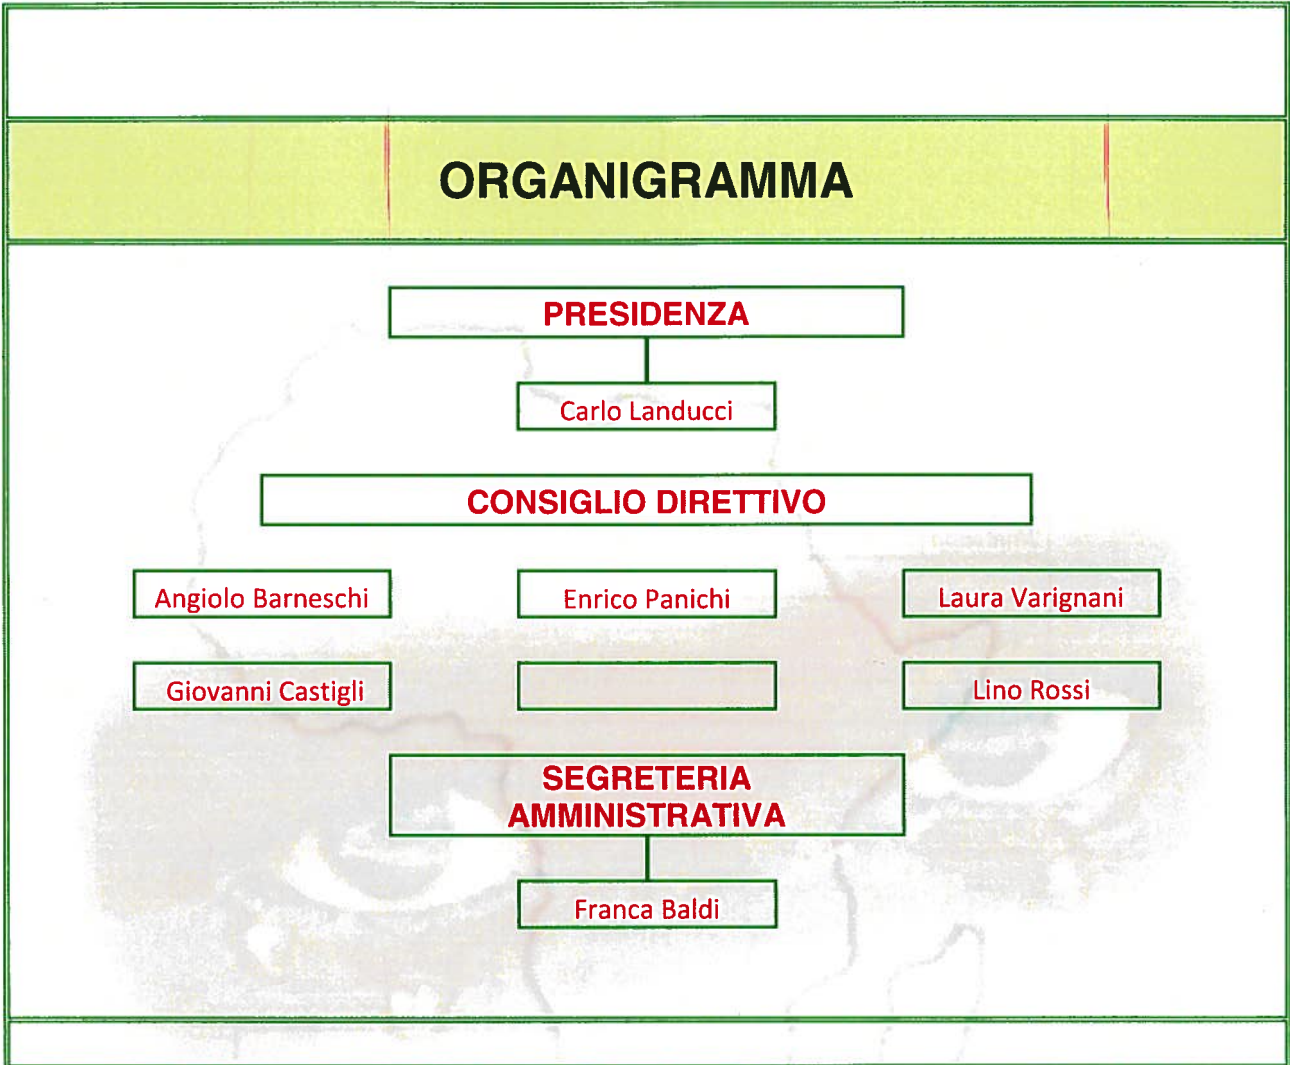 ORGANIGRAMMA
PRESIDENZA
Carlo Landucci
CONSIGLIO DIRETTIVO
Angiolo Barneschi
Enrico Panichi
Laura Varignani
Giovanni Castigli
Lino Rossi
SEGRETERIA
AMMINISTRATIVA
Franca Baldi